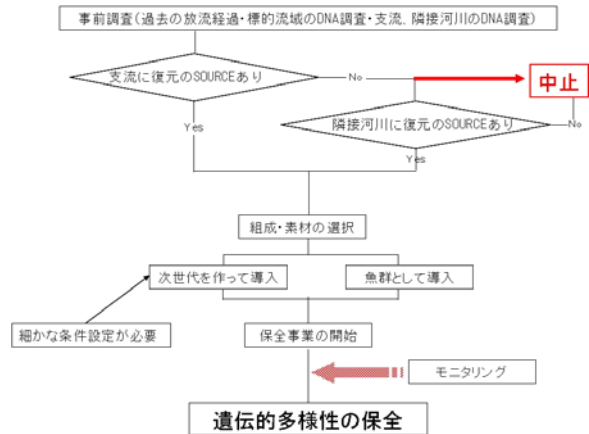 事前調査(過去の放流経過・標的流域のDNA調査・支流、隣接河川のDNA調査)
支流に復元のSOURCEあり
No
中止
Yes
隣接河川に復元のSOURCEあり
No
Yes
組成・素材の選択
次世代を作って導入
魚群として導入
細かな条件設定が必要
保全事業の開始
モニタリング
遺伝的多様性の保全